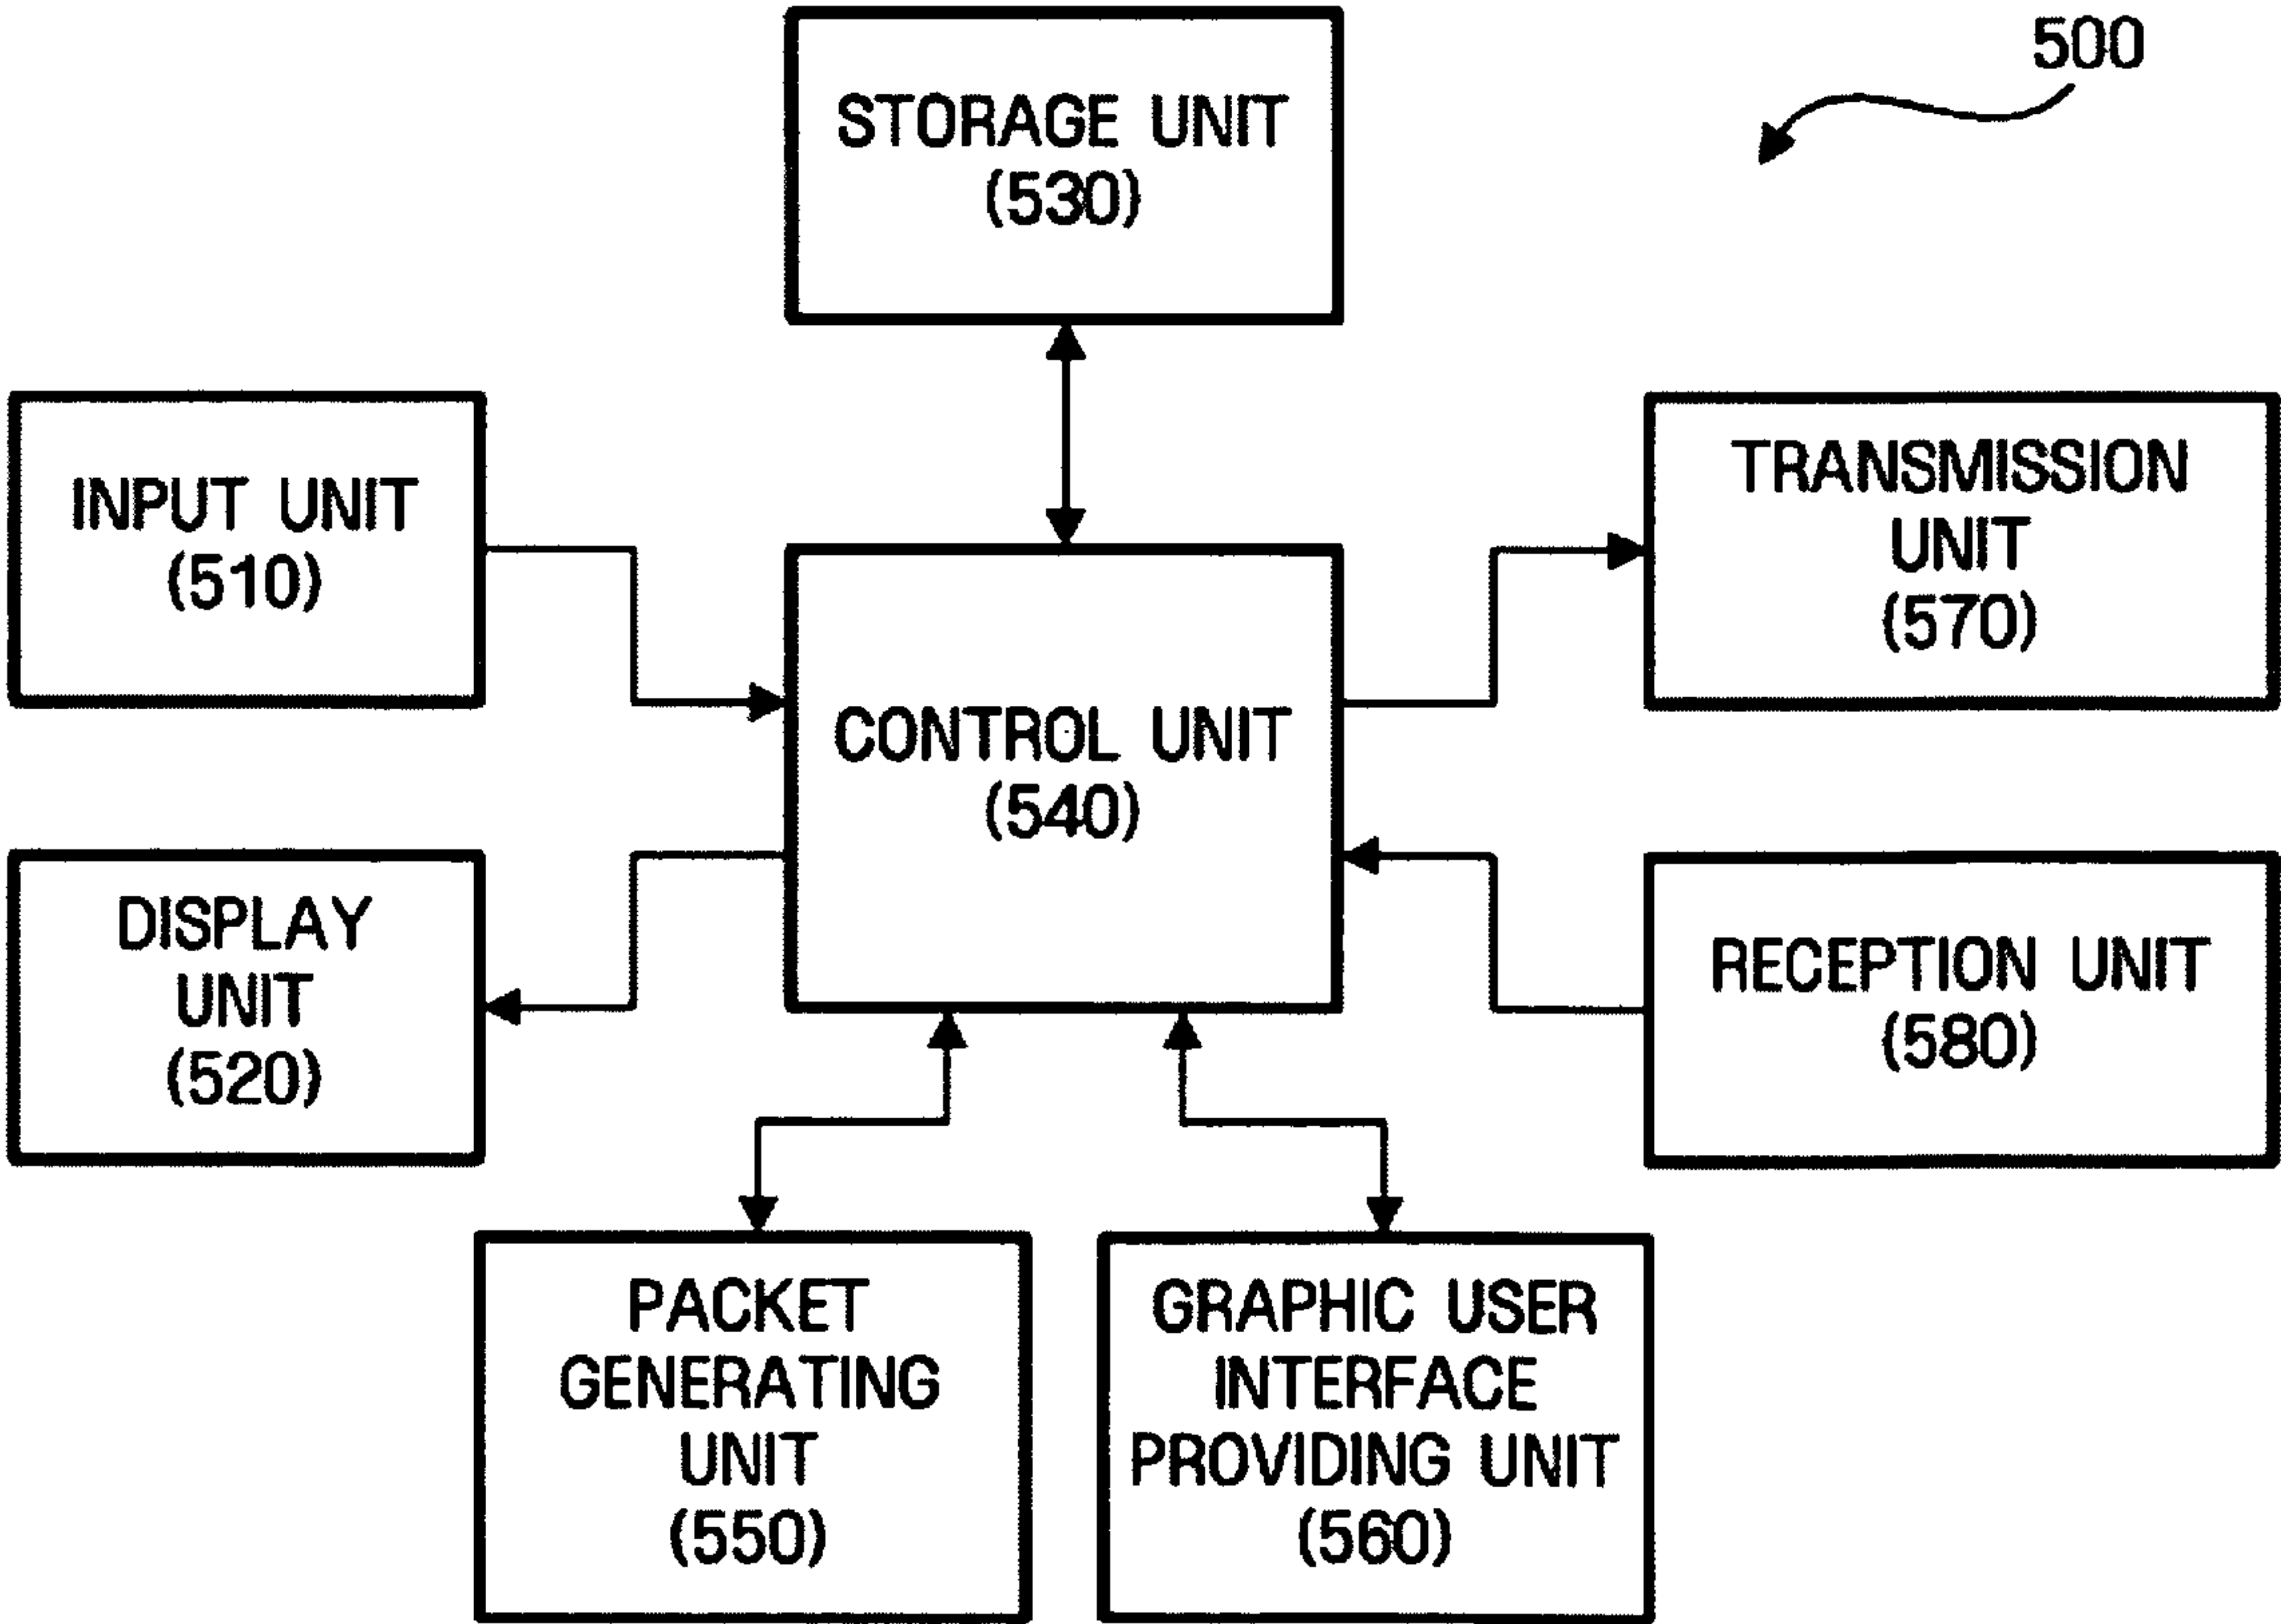 500
STORAGE UNIT
(530)
INPUT UNIT
(510)
TRANSMISSION
UNIT
(570)
CONTROL UNIT
(540)
DISPLAY
UNIT
(520)
RECEPTION UNIT
(580)
PACKET
GENERATING
UNIT
(550)
GRAPHIC USER
INTERFACE
PROVIDING UNIT
(560)